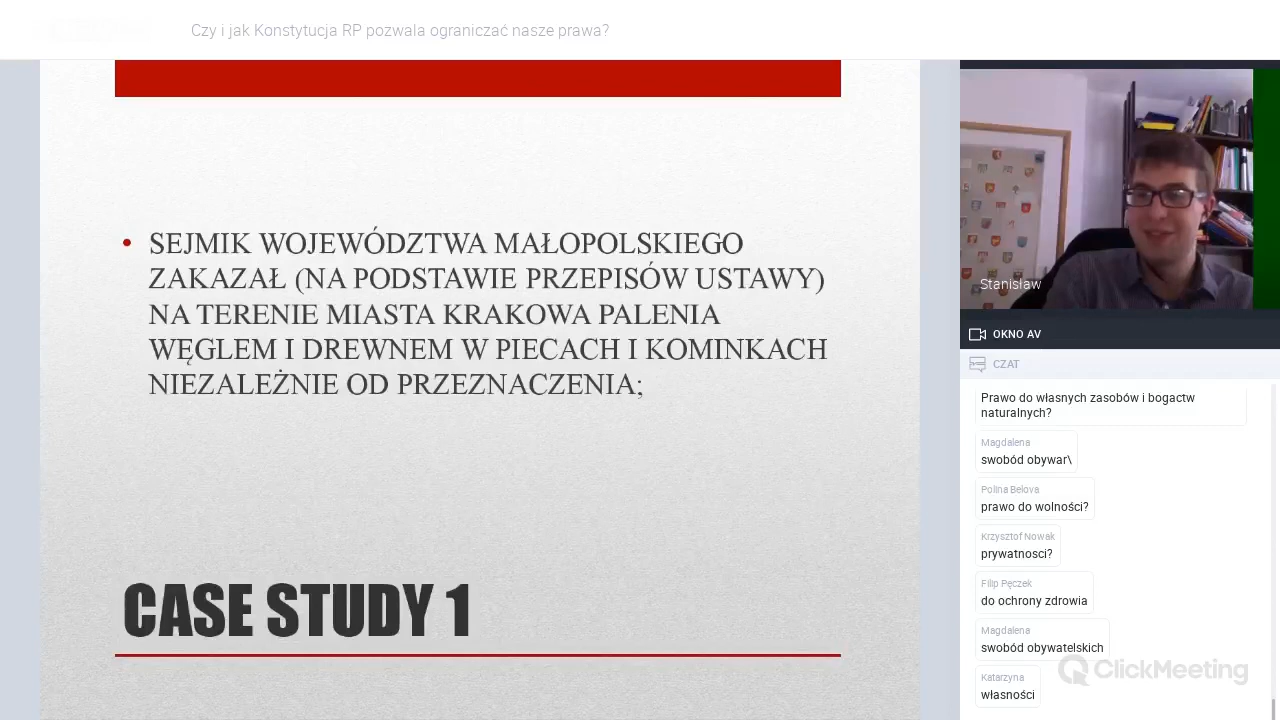 Czy i jak Konstytucja RP pozwala ograniczać nasze prawa?
• SEJMIK WOJEWÓDZTWA MAŁOPOLSKIEGO
ZAKAZAŁ (NA PODSTAWIE PRZEPISÓW USTAWY)
NA TERENIE MIASTA KRAKOWA PALENIA
WĘGLEM I DREWNEM W PIECACH I KOMINKACH
NIEZALEŻNIE OD PRZEZNACZENIA;
CASE STUDY 1
Stanisław
OKNO AV
CZAT
Prawo do własnych zasobów i bogactw
naturalnych?
Magdalena
swobód obywar\
Polina Belova
prawo do wolności?
Krzysztof Nowak
prywatnosci?
Filip Pęczek
do ochrony zdrowia
Magdalena
swobód obywatelskich
Katarzyna
własności
ClickMeeting